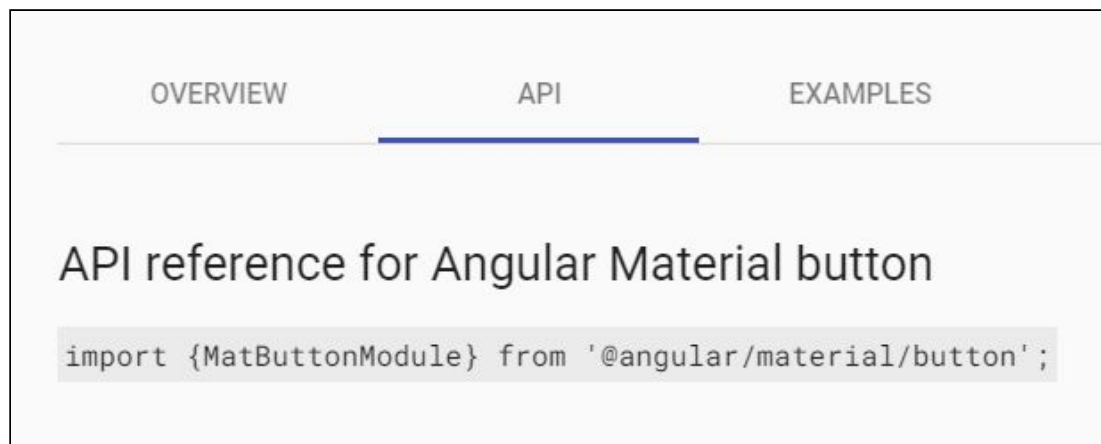 OVERVIEW API EXAMPLES
API reference for Angular Material button
import {MatButtonModule} from '@angular/material/button';